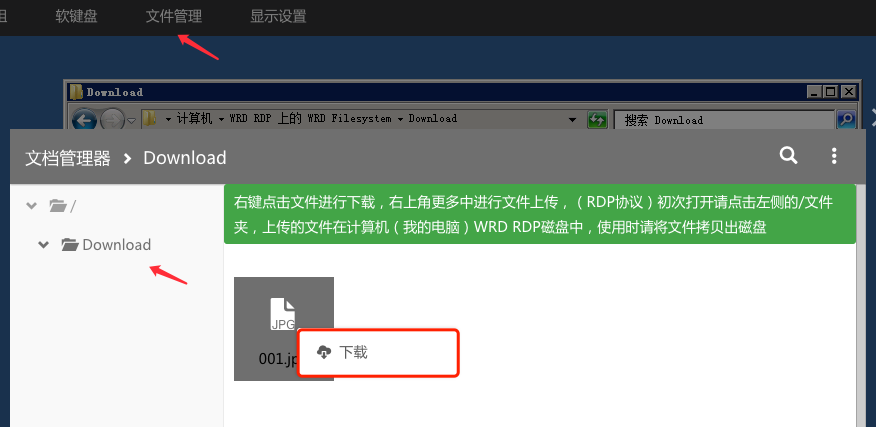 组
软键盘
文件管理
显示设置
Download
计算机 WRD RDP 上的 WRD Filesystem Download
搜索 Download
文档管理器 Download
/
Download
右键点击文件进行下载，右上角更多中进行文件上传，（RDP协议）初次打开请点击左侧的/文件
夹，上传的文件在计算机（我的电脑）WRD RDP磁盘中，使用时请将文件拷贝出磁盘
JPG
001.jp
下载